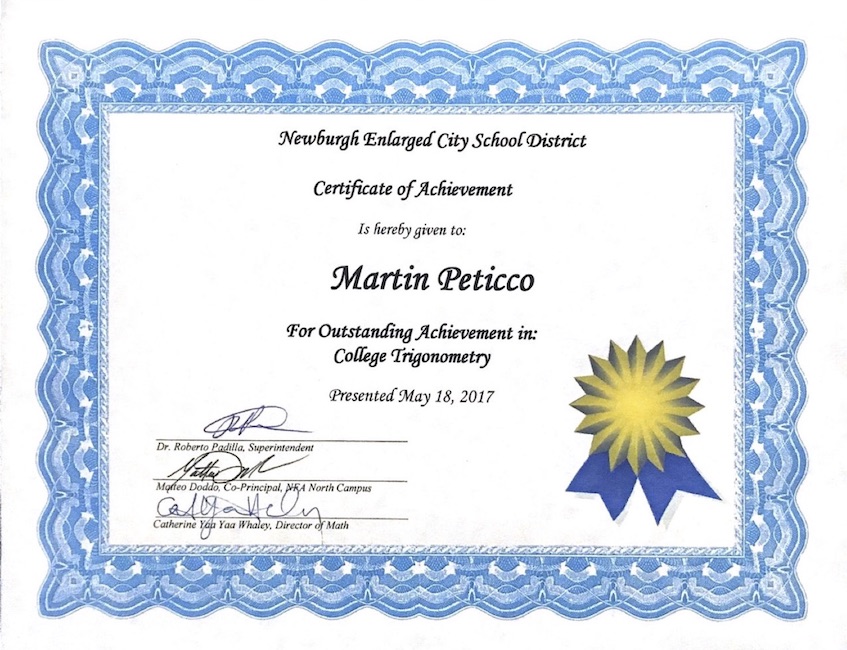 Newburgh Enlarged City School District
Certificate of Achievement
Is hereby given to:
Martin Peticco
For Outstanding Achievement in:
College Trigonometry
Presented May 18, 2017
Dr. Roberto Padilla, Superintendent
Matteo Doddo, Co-Principal, NFA North Campus
Catherine Yaa Yaa Whaley, Director of Math